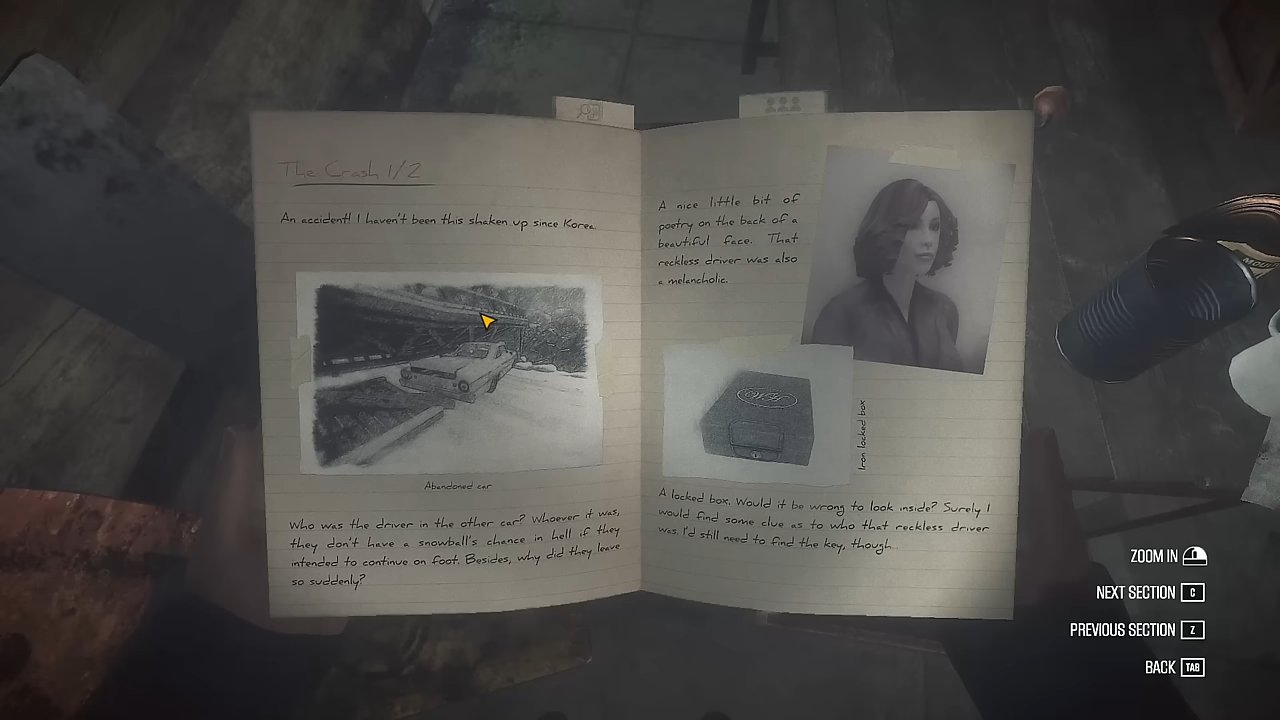 The Crash 1/2
An accident! I haven't been this shaken up since Korea.
Abandoned car
Who was the driver in the other car? Whoever it was,
they don't have a snowball's chance in hell if they
intended to continue on foot. Besides, why did they leave
so suddenly?
A nice little bit of
poetry on the back of a
beautiful face. That
reckless driver was also
a melancholic.
Iron locked box
A locked box. Would it be wrong to look inside? Surely I
would find some clue as to who that reckless driver
was. I'd still need to find the key, though...
ZOOM IN
NEXT SECTION C
PREVIOUS SECTION Z
BACK TAB